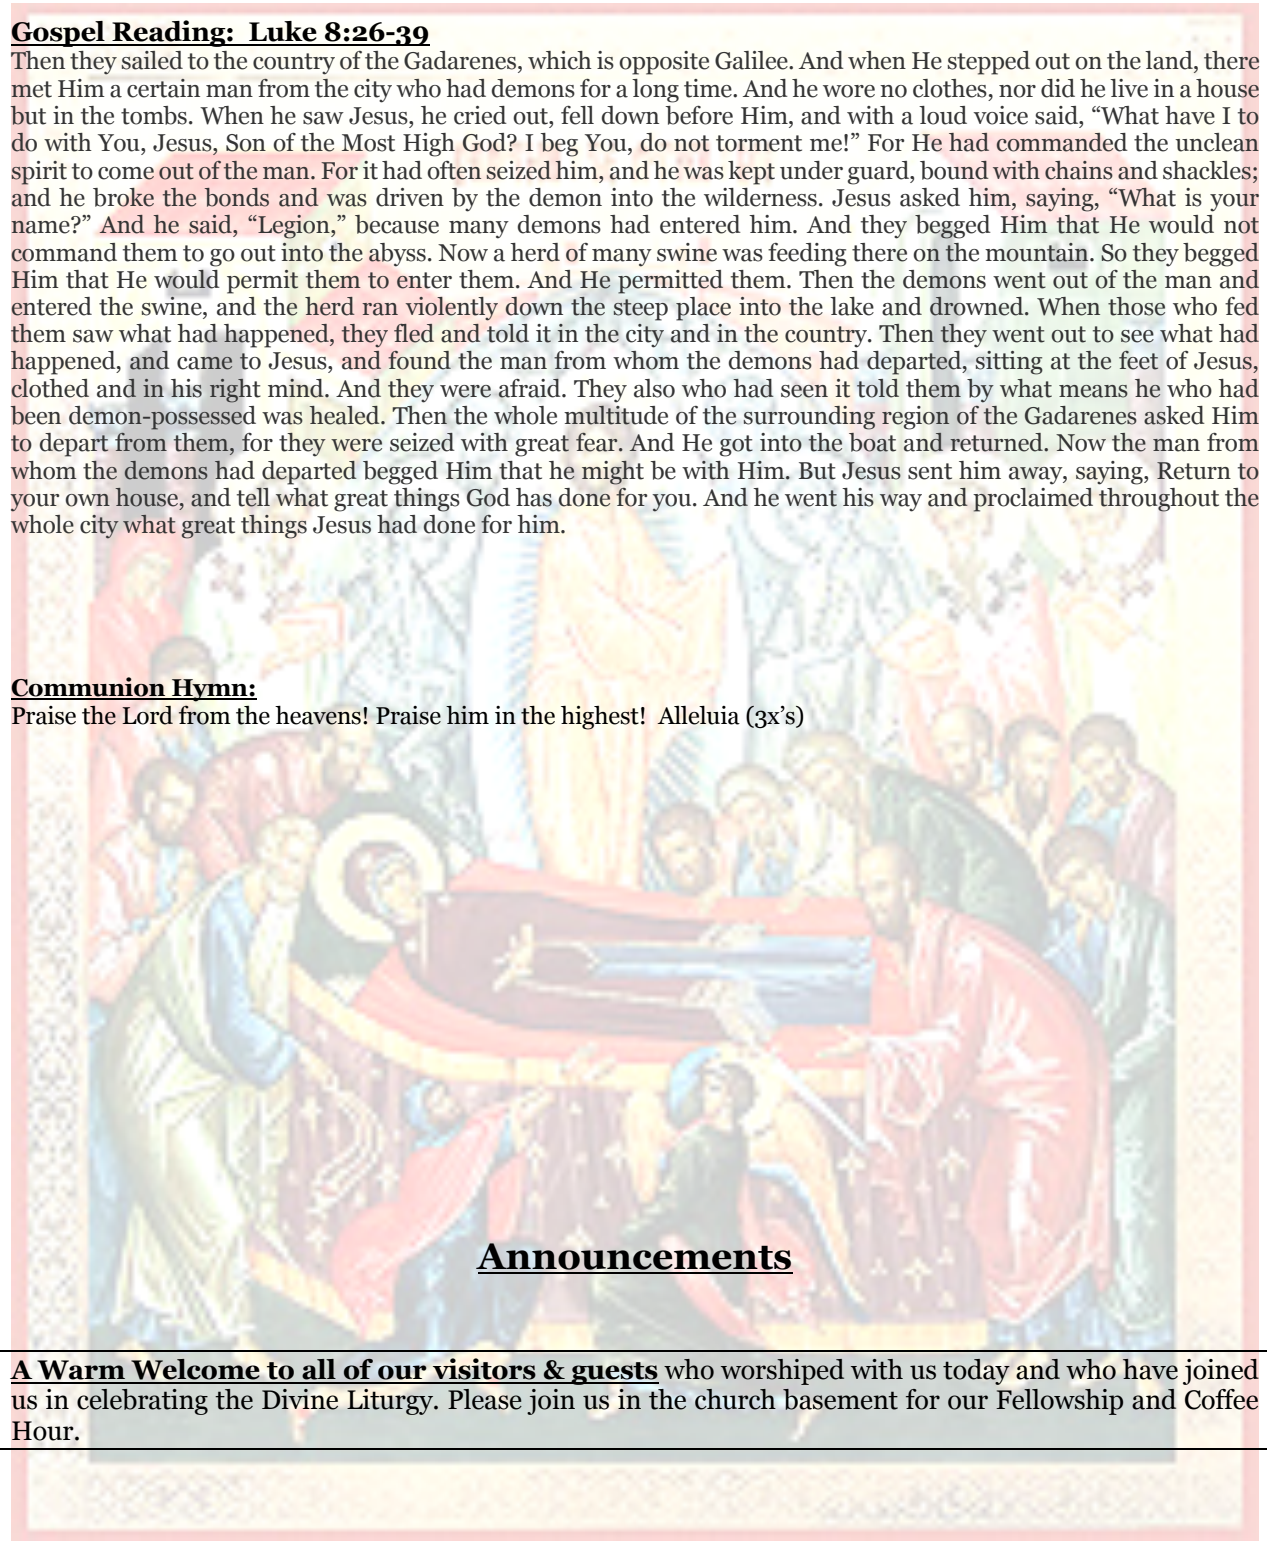 Gospel Reading:  Luke 8:26-39
Then they sailed to the country of the Gadarenes, which is opposite Galilee. And when He stepped out on the land, there
met Him a certain man from the city who had demons for a long time. And he wore no clothes, nor did he live in a house
but in the tombs. When he saw Jesus, he cried out, fell down before Him, and with a loud voice said, “What have I to
do with You, Jesus, Son of the Most High God? I beg You, do not torment me!” For He had commanded the unclean
spirit to come out of the man. For it had often seized him, and he was kept under guard, bound with chains and shackles;
and he broke the bonds and was driven by the demon into the wilderness. Jesus asked him, saying, “What is your
name?” And he said, “Legion,” because many demons had entered him. And they begged Him that He would not
command them to go out into the abyss. Now a herd of many swine was feeding there on the mountain. So they begged
Him that He would permit them to enter them. And He permitted them. Then the demons went out of the man and
entered the swine, and the herd ran violently down the steep place into the lake and drowned. When those who fed
them saw what had happened, they fled and told it in the city and in the country. Then they went out to see what had
happened, and came to Jesus, and found the man from whom the demons had departed, sitting at the feet of Jesus,
clothed and in his right mind. And they were afraid. They also who had seen it told them by what means he who had
been demon-possessed was healed. Then the whole multitude of the surrounding region of the Gadarenes asked Him
to depart from them, for they were seized with great fear. And He got into the boat and returned. Now the man from
whom the demons had departed begged Him that he might be with Him. But Jesus sent him away, saying, Return to
your own house, and tell what great things God has done for you. And he went his way and proclaimed throughout the
whole city what great things Jesus had done for him.
Communion Hymn:
Praise the Lord from the heavens! Praise him in the highest!  Alleluia (3x’s)
Announcements
A Warm Welcome to all of our visitors & guests who worshiped with us today and who have joined
us in celebrating the Divine Liturgy. Please join us in the church basement for our Fellowship and Coffee
Hour.